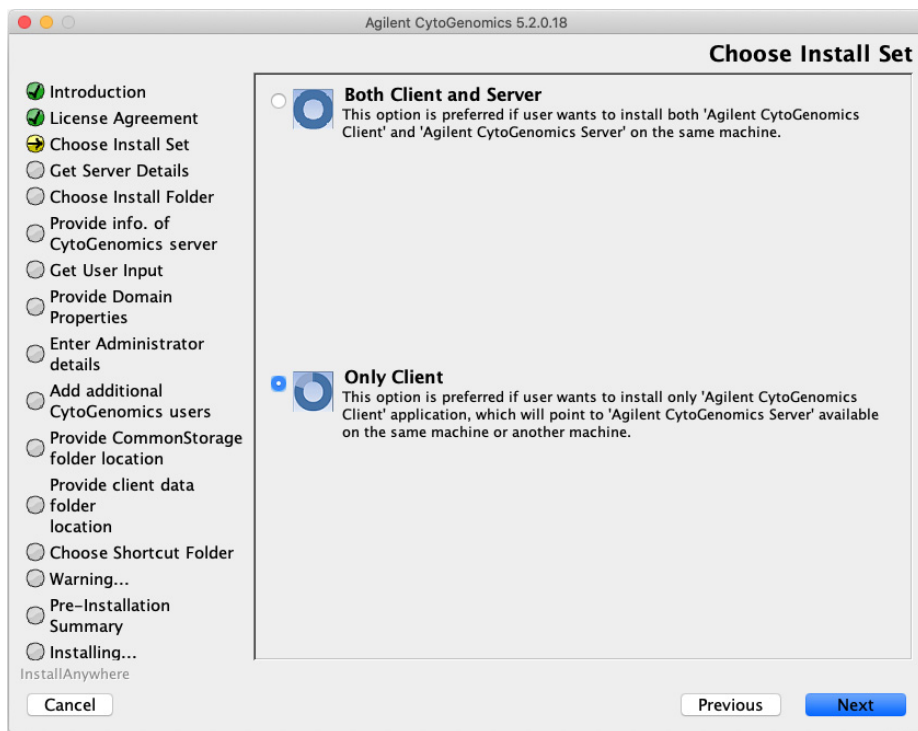 Agilent CytoGenomics 5.2.0.18
Choose Install Set
Introduction
License Agreement
Choose Install Set
Get Server Details
Choose Install Folder
Provide info. of
CytoGenomics server
Get User Input
Provide Domain
Properties
Enter Administrator
details
Add additional
CytoGenomics users
Provide CommonStorage
folder location
Provide client data
folder
location
Choose Shortcut Folder
Warning...
Pre-Installation
Summary
Installing...
Both Client and Server
This option is preferred if user wants to install both 'Agilent CytoGenomics
Client' and 'Agilent CytoGenomics Server' on the same machine.
Only Client
This option is preferred if user wants to install only 'Agilent CytoGenomics
Client' application, which will point to 'Agilent CytoGenomics Server' available
on the same machine or another machine.
InstallAnywhere
Cancel
Previous
Next